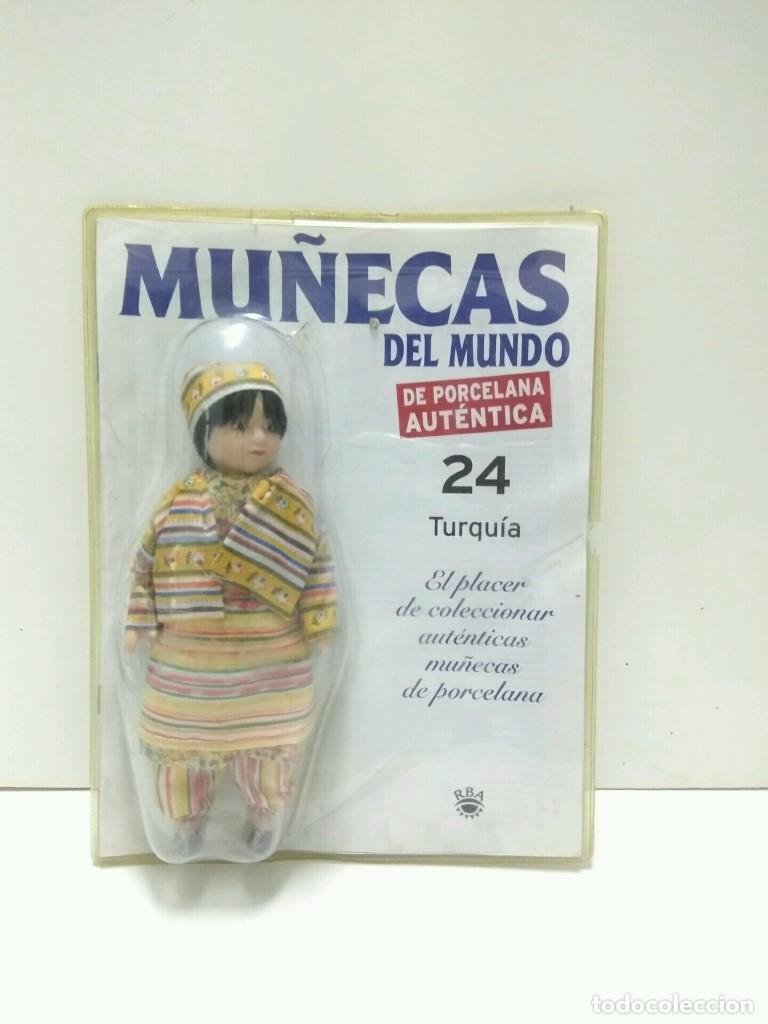 MUÑECAS
DEL MUNDO
DE PORCELANA
AUTÉNTICA
24
Turquía
El placer
de coleccionar
auténticas
muñecas
de porcelana
RBA
todocoleccion